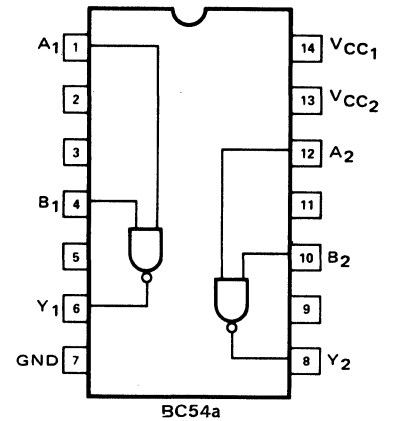 A1 1
2
3
B1 4
5
Y1 6
GND 7
14 VCC1
13 VCC2
12 A2
11
10 B2
9
8 Y2
BC54a